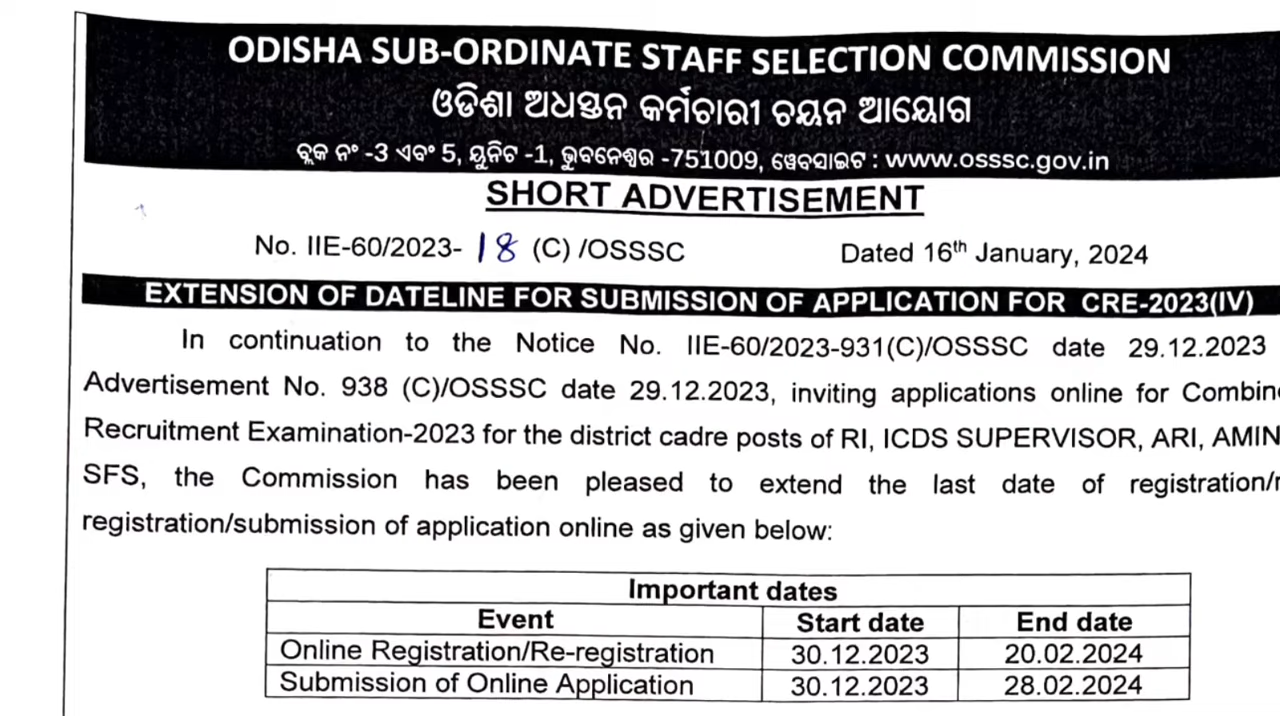 ODISHA SUB-ORDINATE STAFF SELECTION COMMISSION
ଓଡିଶା ଅଧସ୍ତନ କର୍ମଚାରୀ ଚୟନ ଆୟୋଗ
ବ୍ଲକ ନଂ -3 ଏବଂ 5, ୟୁନିଟ -1, ଭୁବନେଶ୍ୱର -751009, ୱେବସାଇଟ : www.osssc.gov.in
SHORT ADVERTISEMENT
No. IIE-60/2023- 18 (C) /OSSSC Dated 16th January, 2024
EXTENSION OF DATELINE FOR SUBMISSION OF APPLICATION FOR CRE-2023(IV)
In continuation to the Notice No. IIE-60/2023-931(C)/OSSSC date 29.12.2023
Advertisement No. 938 (C)/OSSSC date 29.12.2023, inviting applications online for Combin
Recruitment Examination-2023 for the district cadre posts of RI, ICDS SUPERVISOR, ARI, AMIN
SFS, the Commission has been pleased to extend the last date of registration/
registration/submission of application online as given below:
Important dates
Event Start date End date
Online Registration/Re-registration 30.12.2023 20.02.2024
Submission of Online Application 30.12.2023 28.02.2024